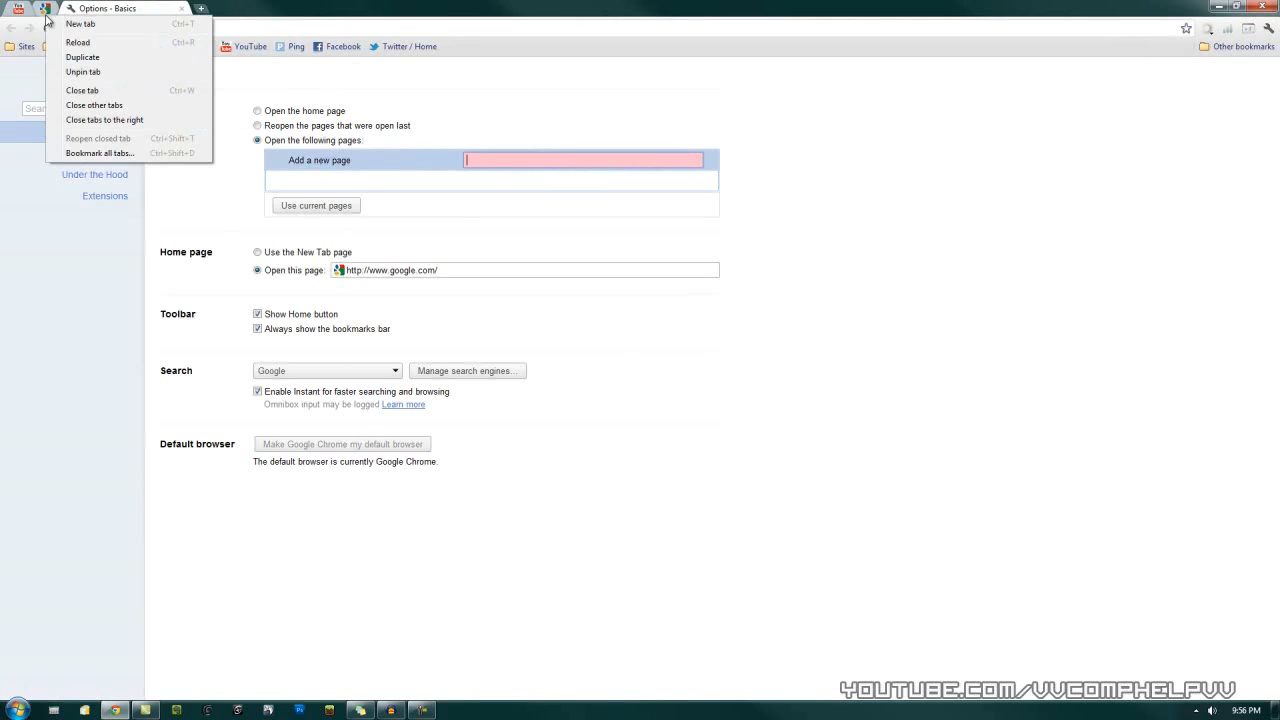 Options - Basics
New tab Ctrl+T
Reload Ctrl+R
Duplicate
Unpin tab
Close tab Ctrl+W
Close other tabs
Close tabs to the right
Reopen closed tab Ctrl+Shift+T
Bookmark all tabs... Ctrl+Shift+D
Sites
YouTube
Ping
Facebook
Twitter / Home
Other bookmarks
Sear
Under the Hood
Extensions
Open the home page
Reopen the pages that were open last
Open the following pages:
Add a new page
Use current pages
Home page
Use the New Tab page
Open this page: http://www.google.com/
Toolbar
Show Home button
Always show the bookmarks bar
Search
Google
Manage search engines...
Enable Instant for faster searching and browsing
Omnibox input may be logged Learn more
Default browser
Make Google Chrome my default browser
The default browser is currently Google Chrome.
YOUTUBE.COM/VVCOMPHELPVV
9:56 PM